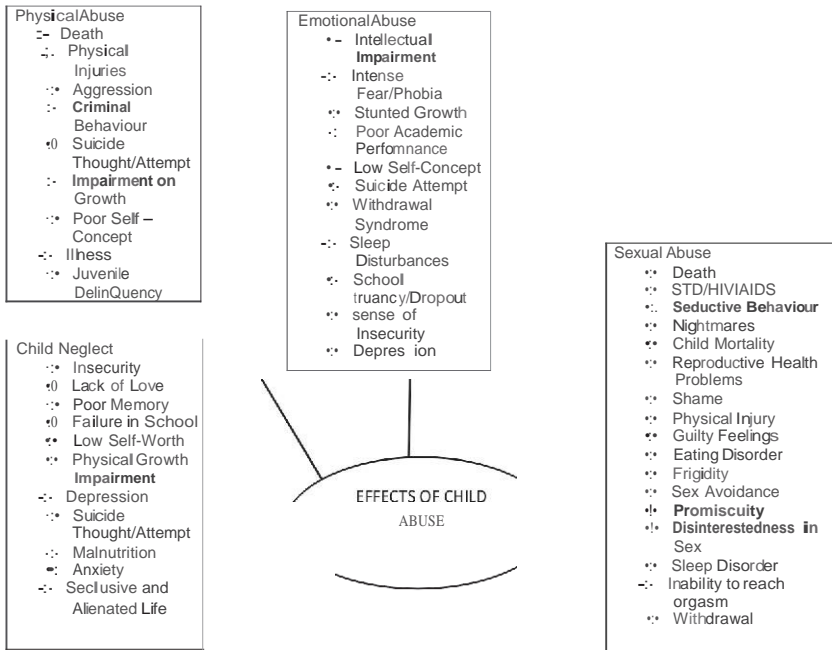 PhysicalAbuse
:- Death
-;. Physical
Injuries
·:• Aggression
:- Criminal
Behaviour
•0 Suicide
Thought/Attempt
:- Impairment on
Growth
·:• Poor Self –
Concept
-:- Illness
·:• Juvenile
DelinQuency
EmotionalAbuse
• – Intellectuall
Impairment
-:- Intense
Fear/Phobia
•:• Stunted Growth
-: Poor Academic
Perfomnance
• – Low Self-Concept
•:- Suicide Attempt
•:• Withdrawal
Syndrome
-:- Sleep
Disturbances
•:- Schooll
truancy/Dropout
•:• sense of
Insecurity
•:• Depres ion
Child Neglect
·:• Insecurity
•0 Lack of Love
·:• Poor Memory
•0 Failure in School
•:• Low Self-Worth
•:• Physical Growth
Impairment
-:- Depression
·:• Suicide
Thought/Attempt
·:- Malnutrition
•: Anxiety
-:- Seclusive and
Alienated Life
EFFECTS OF CHILD
ABUSE
Sexual Abuse
•:• Death
•:• STD/HIVIAIDS
•:. Seductive Behaviour
•:• Nightmares
•:• Child Mortality
•:• Reproductive Health
Problems
•:• Shame
•:• Physical Injury
•:• Guilty Feelings
•:• Eating Disorder
•:• Frigidity
•:• Sex Avoidance
•!• Promiscuity
•!• Disinterestedness in
Sex
•:• Sleep Disorder
-:- Inability to reach
orgasm
•:• Withdrawal